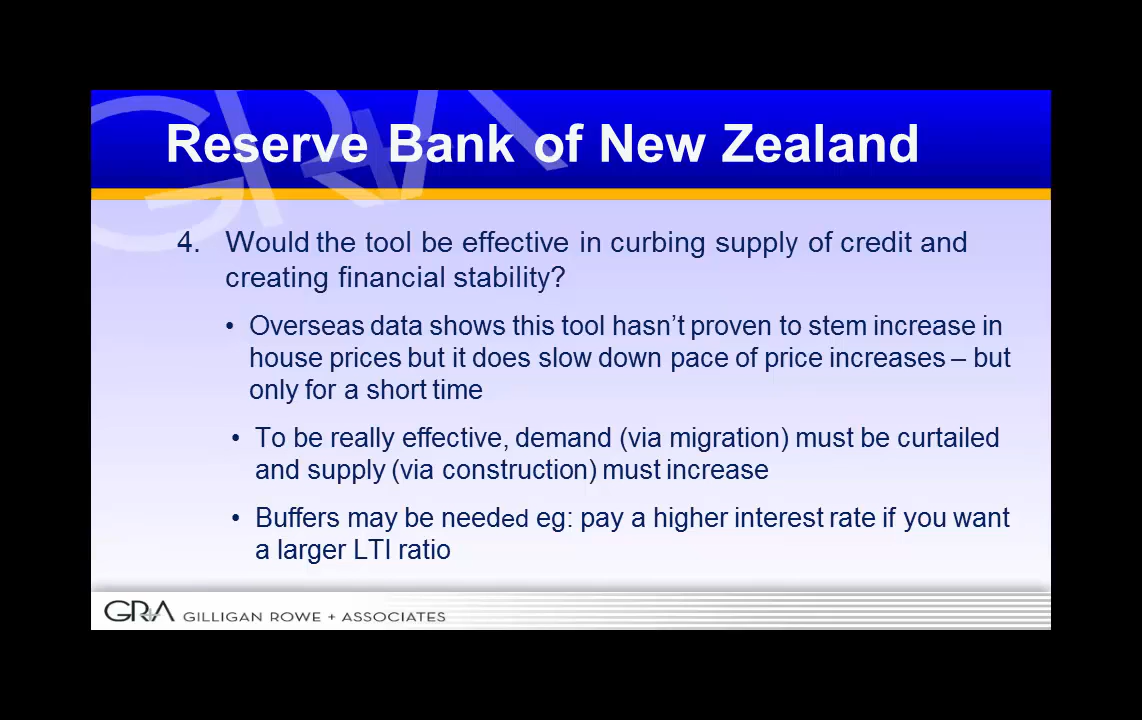 Reserve Bank of New Zealand
4. Would the tool be effective in curbing supply of credit and
creating financial stability?
• Overseas data shows this tool hasn’t proven to stem increase in
house prices but it does slow down pace of price increases – but
only for a short time
• To be really effective, demand (via migration) must be curtailed
and supply (via construction) must increase
• Buffers may be needed eg: pay a higher interest rate if you want
a larger LTI ratio
GRA GILLIGAN ROWE + ASSOCIATES